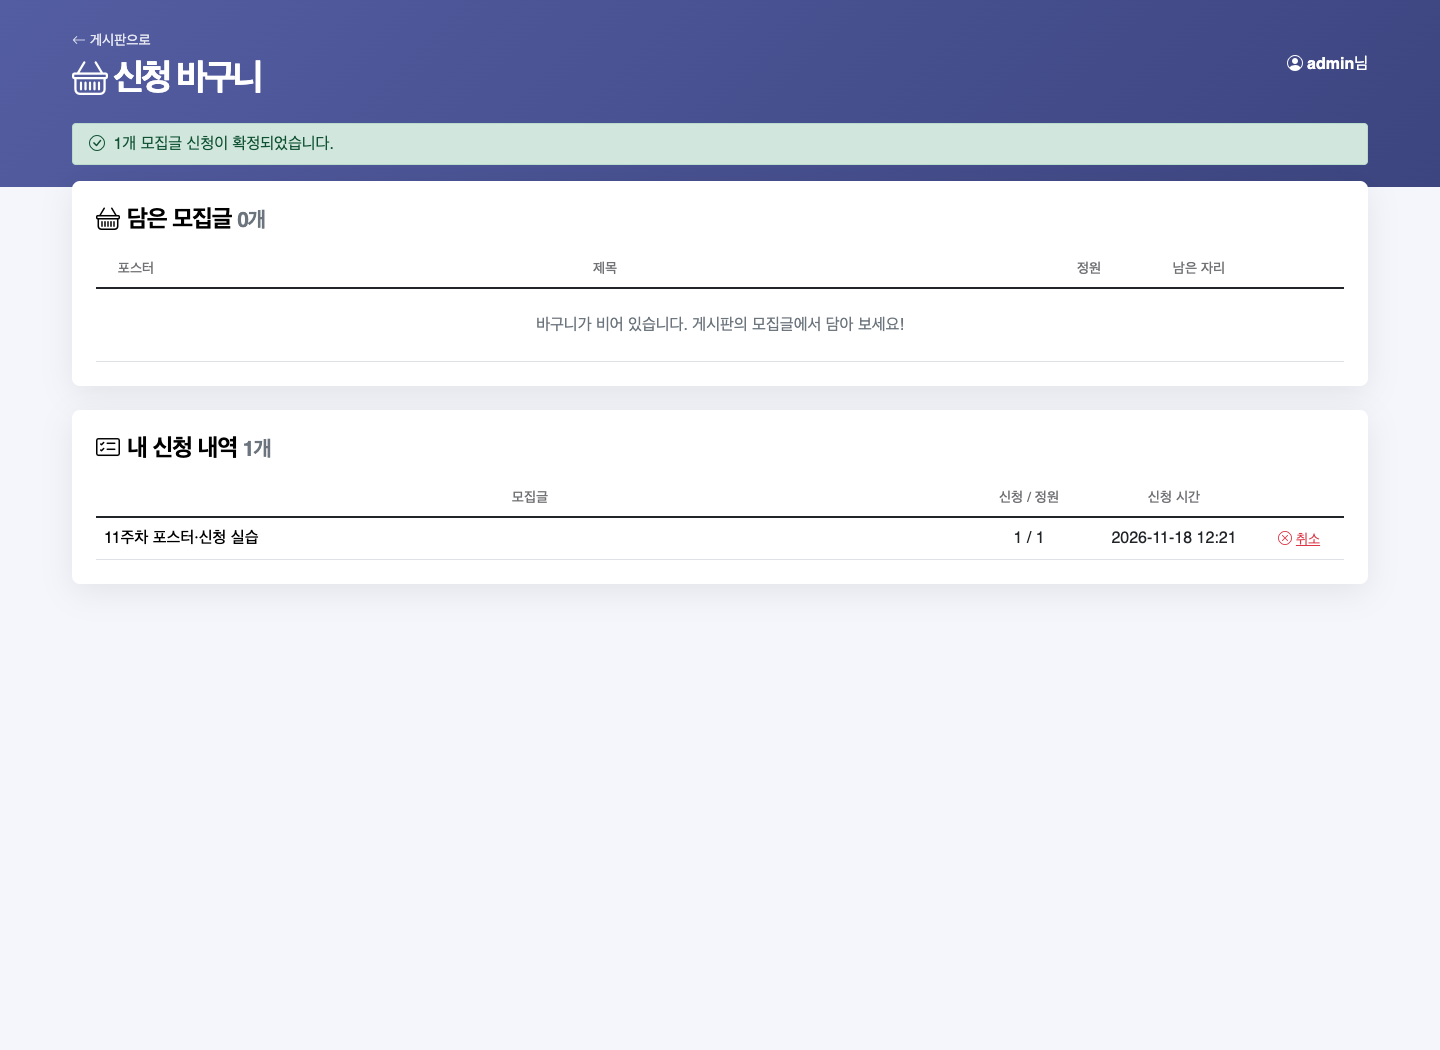 게시판으로
신청 바구니
admin님
1개 모집글 신청이 확정되었습니다.
담은 모집글 0개
포스터 제목 정원 남은 자리
바구니가 비어 있습니다. 게시판의 모집글에서 담아 보세요!
내 신청 내역 1개
모집글 신청 / 정원 신청 시간
11주차 포스터·신청 실습 1 / 1 2026-11-18 12:21 취소